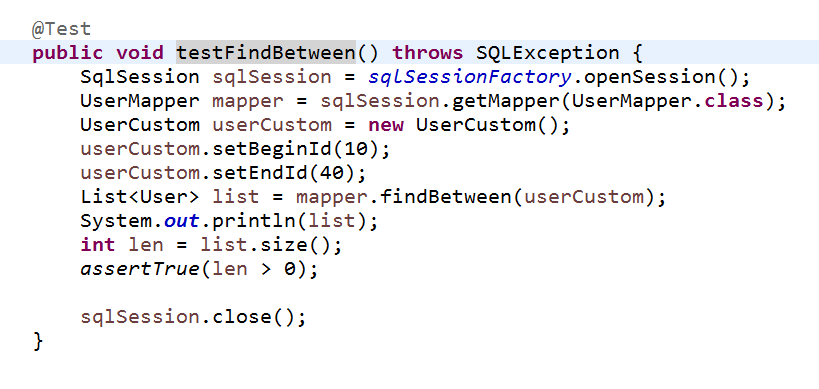 @Test
public void testFindBetween() throws SQLException {
    SqlSession sqlSession = sqlSessionFactory.openSession();
    UserMapper mapper = sqlSession.getMapper(UserMapper.class);
    UserCustom userCustom = new UserCustom();
    userCustom.setBeginId(10);
    userCustom.setEndId(40);
    List<User> list = mapper.findBetween(userCustom);
    System.out.println(list);
    int len = list.size();
    assertTrue(len > 0);

    sqlSession.close();
}